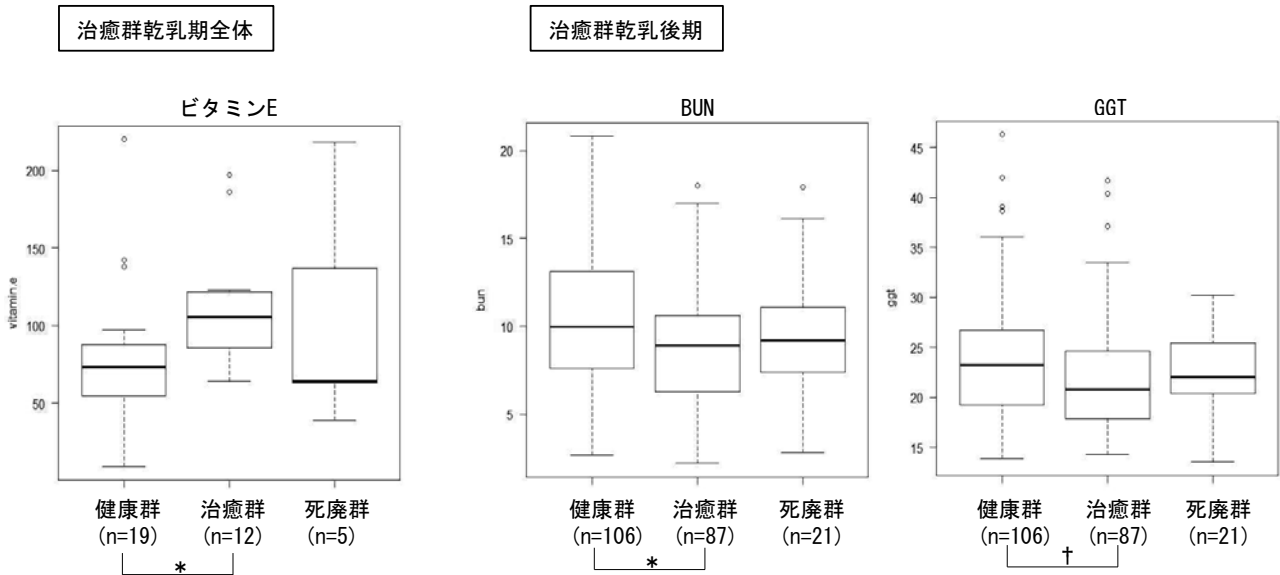 治癒群乾乳期全体
治癒群乾乳後期
ビタミンE
vitamin.e
200
150
100
50
健康群
(n=19)
治癒群
(n=12)
死廃群
(n=5)
*
BUN
bun
20
15
10
5
健康群
(n=106)
治癒群
(n=87)
死廃群
(n=21)
*
GGT
ggt
45
40
35
30
25
20
15
健康群
(n=106)
治癒群
(n=87)
死廃群
(n=21)
†